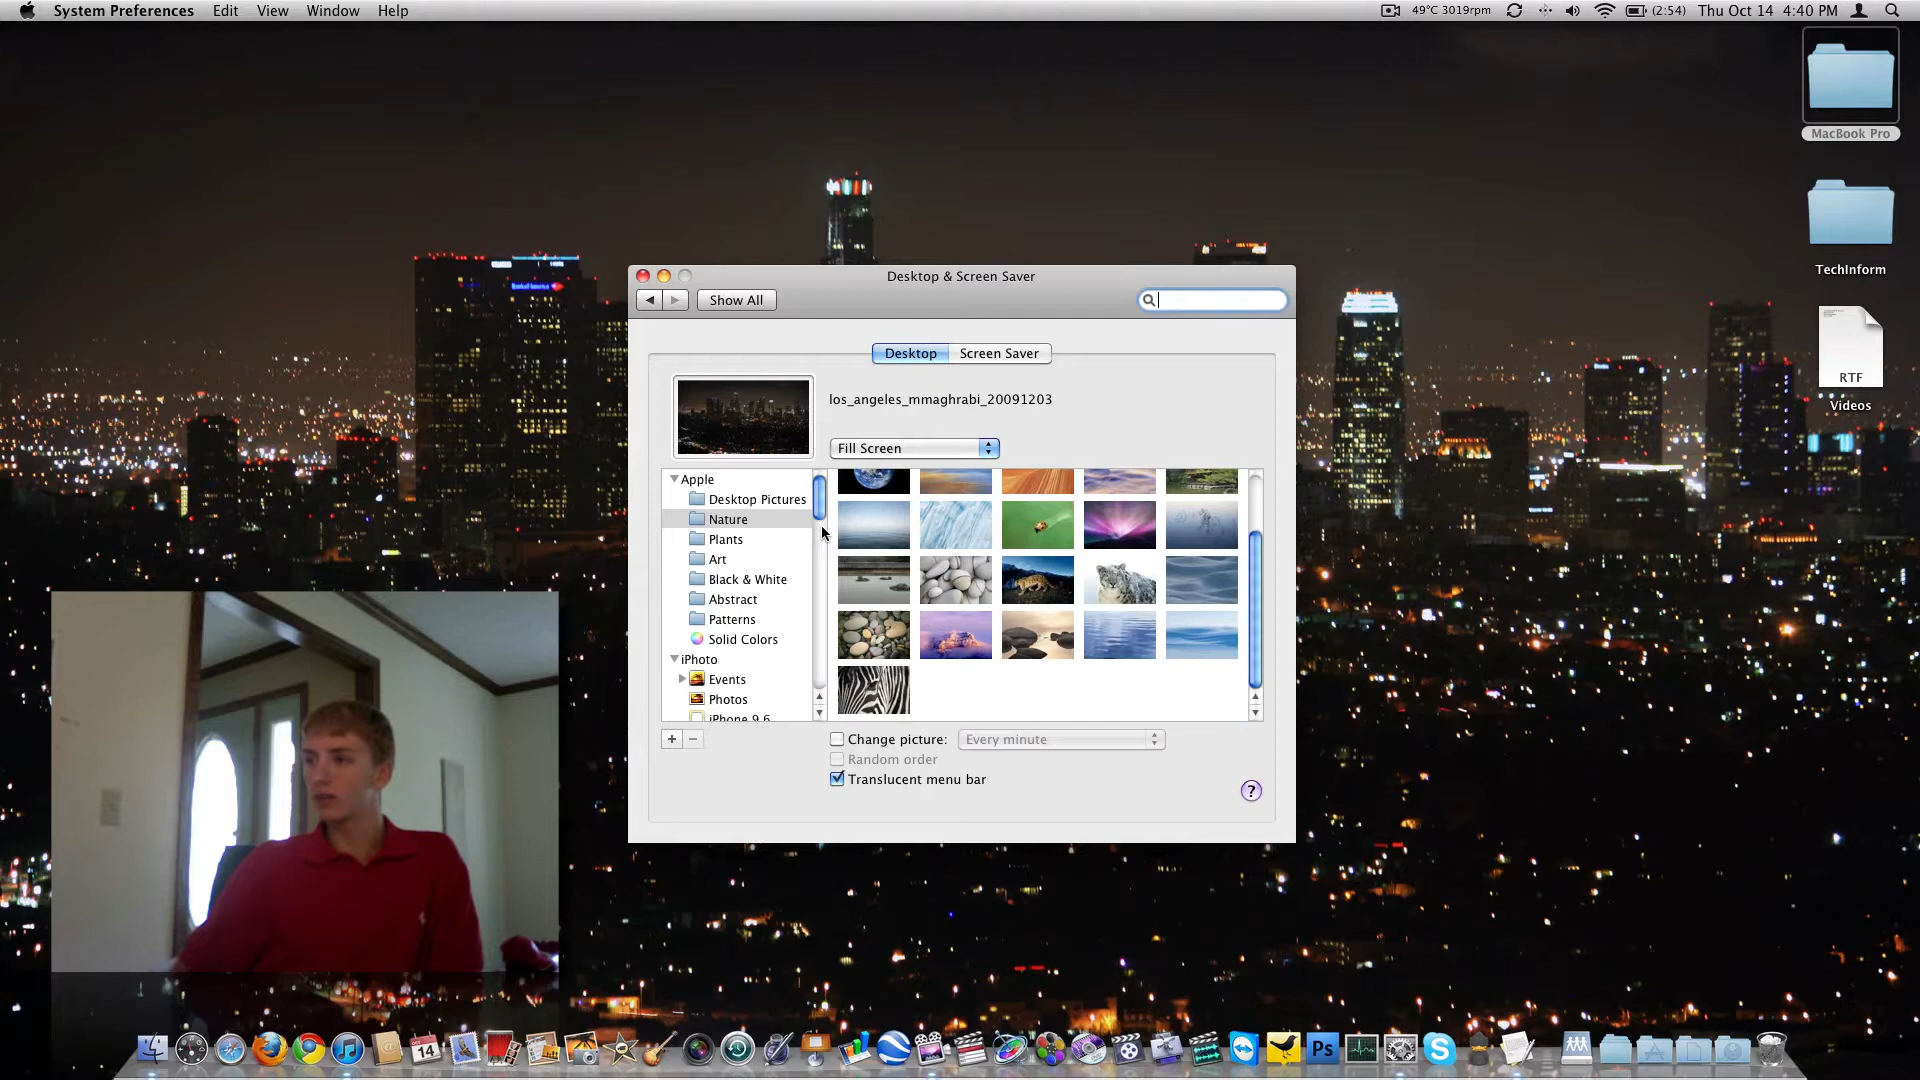 System Preferences Edit View Window Help 49°C 3019rpm (2:54) Thu Oct 14 4:40 PM
MacBook Pro
TechInform
RTF
Videos
Desktop & Screen Saver
Show All
Desktop Screen Saver
los_angeles_mmaghrabi_20091203
Fill Screen
Apple
Desktop Pictures
Nature
Plants
Art
Black & White
Abstract
Patterns
Solid Colors
iPhoto
Events
Photos
iPhone 9.6
Change picture: Every minute
Random order
Translucent menu bar
?
14
Ps